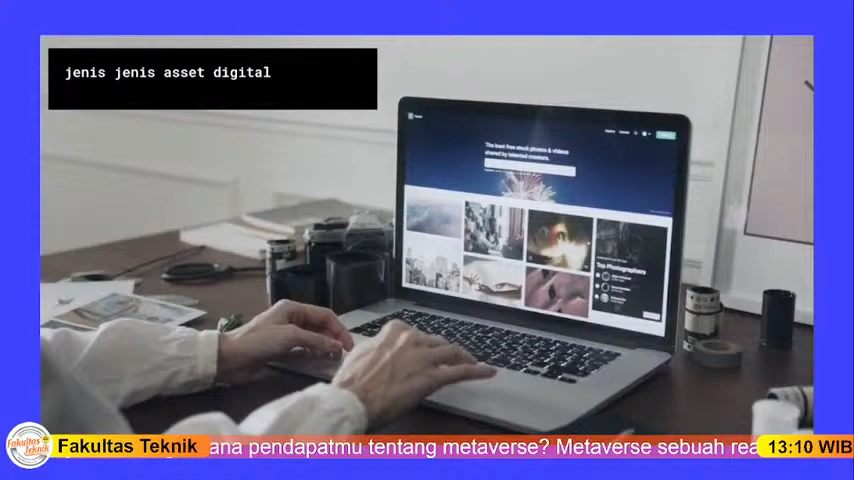 jenis jenis asset digital
The best free stock photos & videos
shared by talented creators.
Top Photographers
Fakultas Teknik
Fakultas Teknik
ana pendapatmu tentang metaverse? Metaverse sebuah rea
13:10 WIB